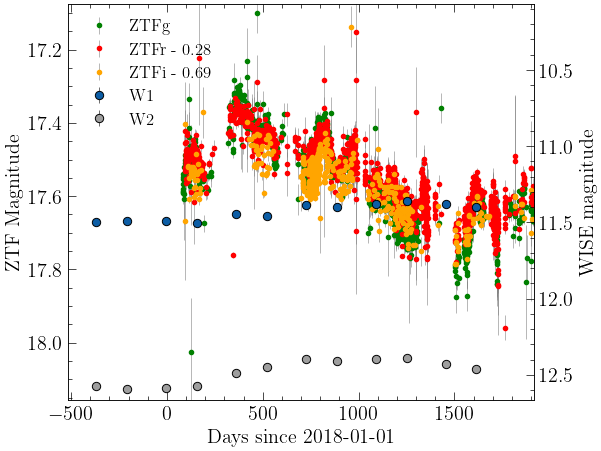 ZTFg
ZTFr - 0.28
ZTFi - 0.69
W1
W2
17.2
17.4
17.6
17.8
18.0
ZTF Magnitude
10.5
11.0
11.5
12.0
12.5
WISE magnitude
−500
0
500
1000
1500
Days since 2018-01-01